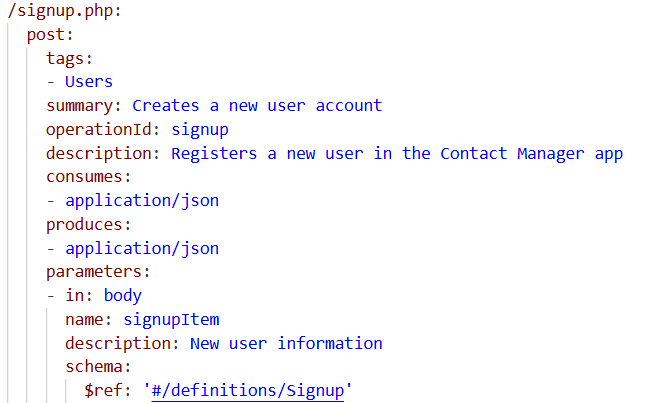 /signup.php:
post:
tags:
- Users
summary: Creates a new user account
operationId: signup
description: Registers a new user in the Contact Manager app
consumes:
- application/json
produces:
- application/json
parameters:
- in: body
name: signupItem
description: New user information
schema:
$ref: '#/definitions/Signup'